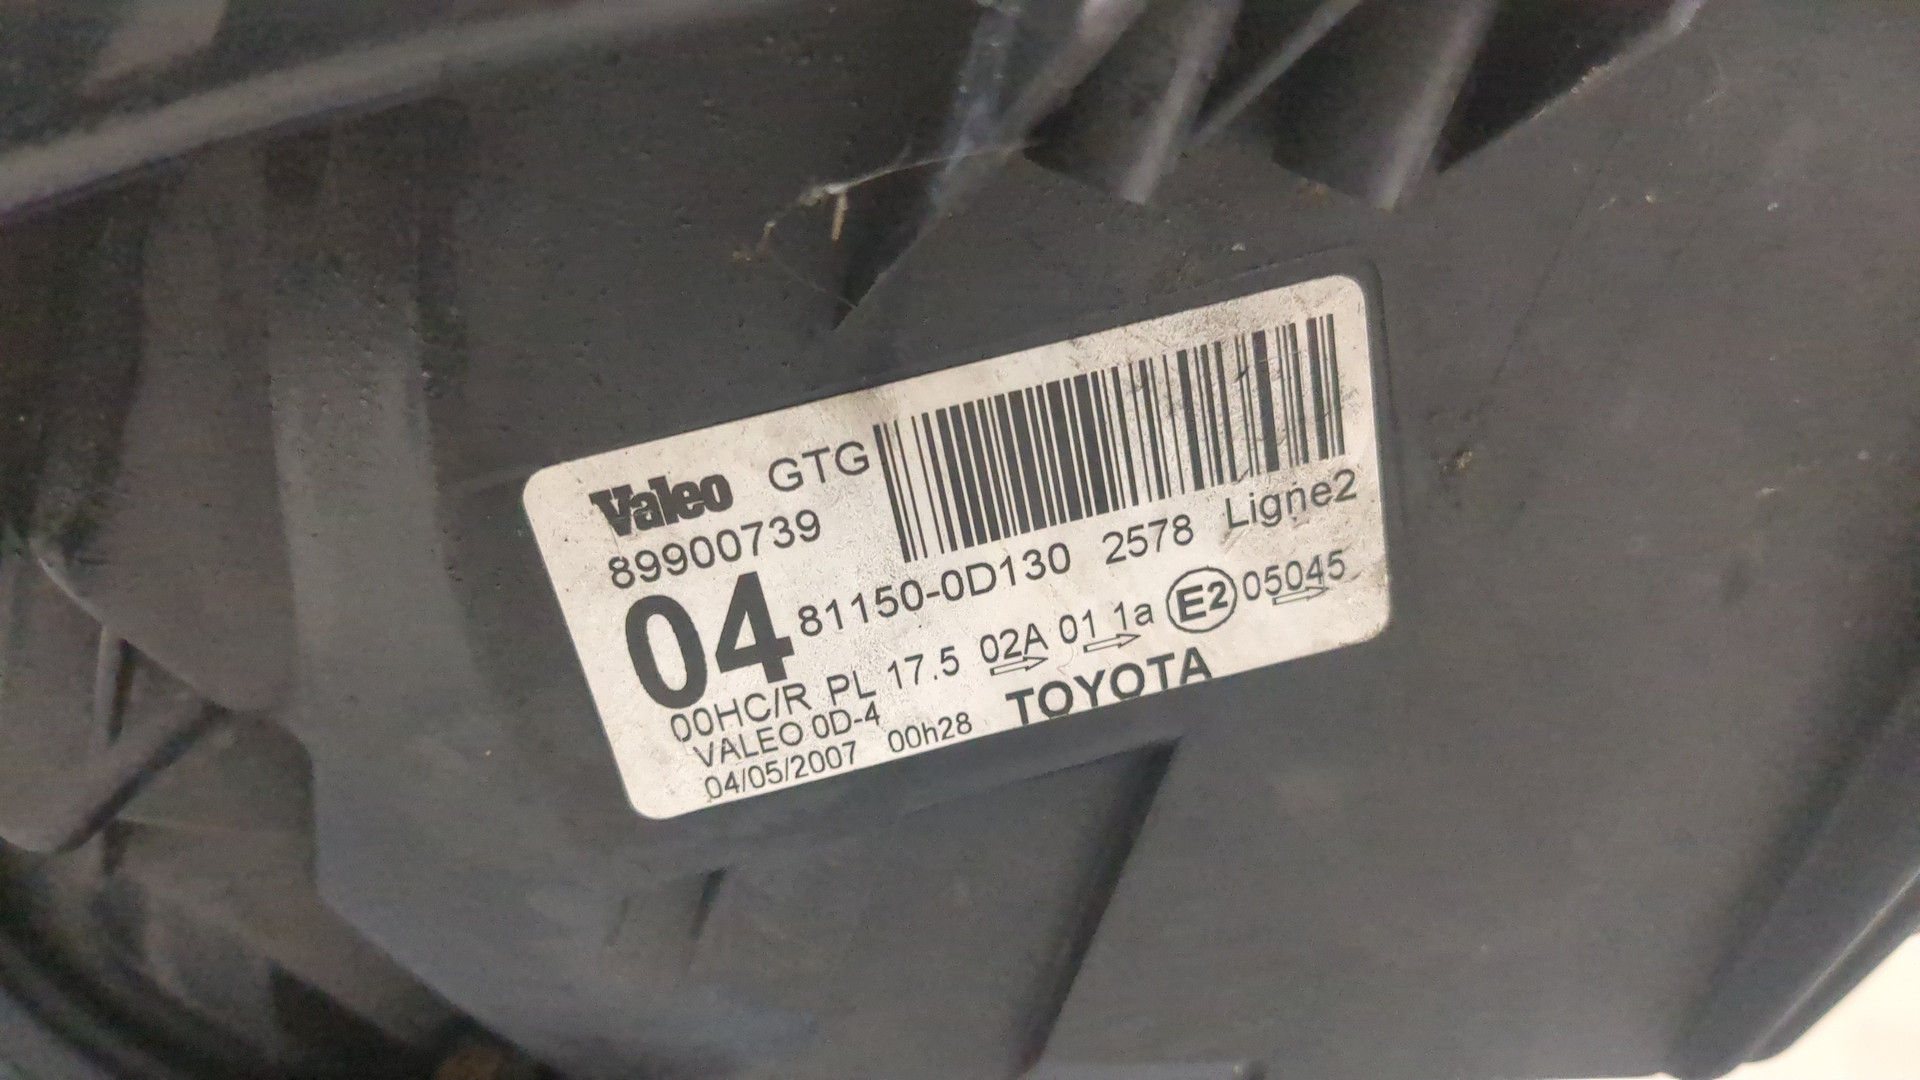 Valeo GTG
89900739
04 81150-0D130 2578 Ligne2
00HC/R PL 17.5 02A 01 1a E2 05045
VALEO 0D-4 TOYOTA
04/05/2007 00h28